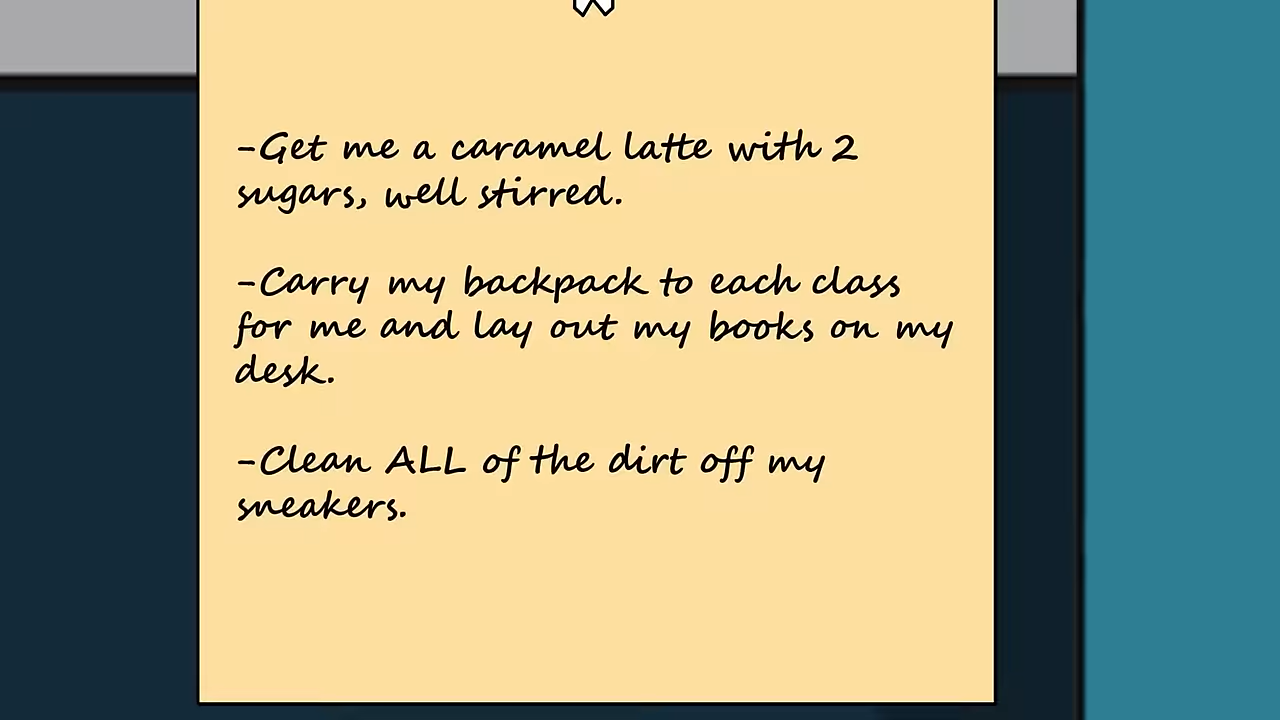 -Get me a caramel latte with 2
sugars, well stirred.
-Carry my backpack to each class
for me and lay out my books on my
desk.
-Clean ALL of the dirt off my
sneakers.